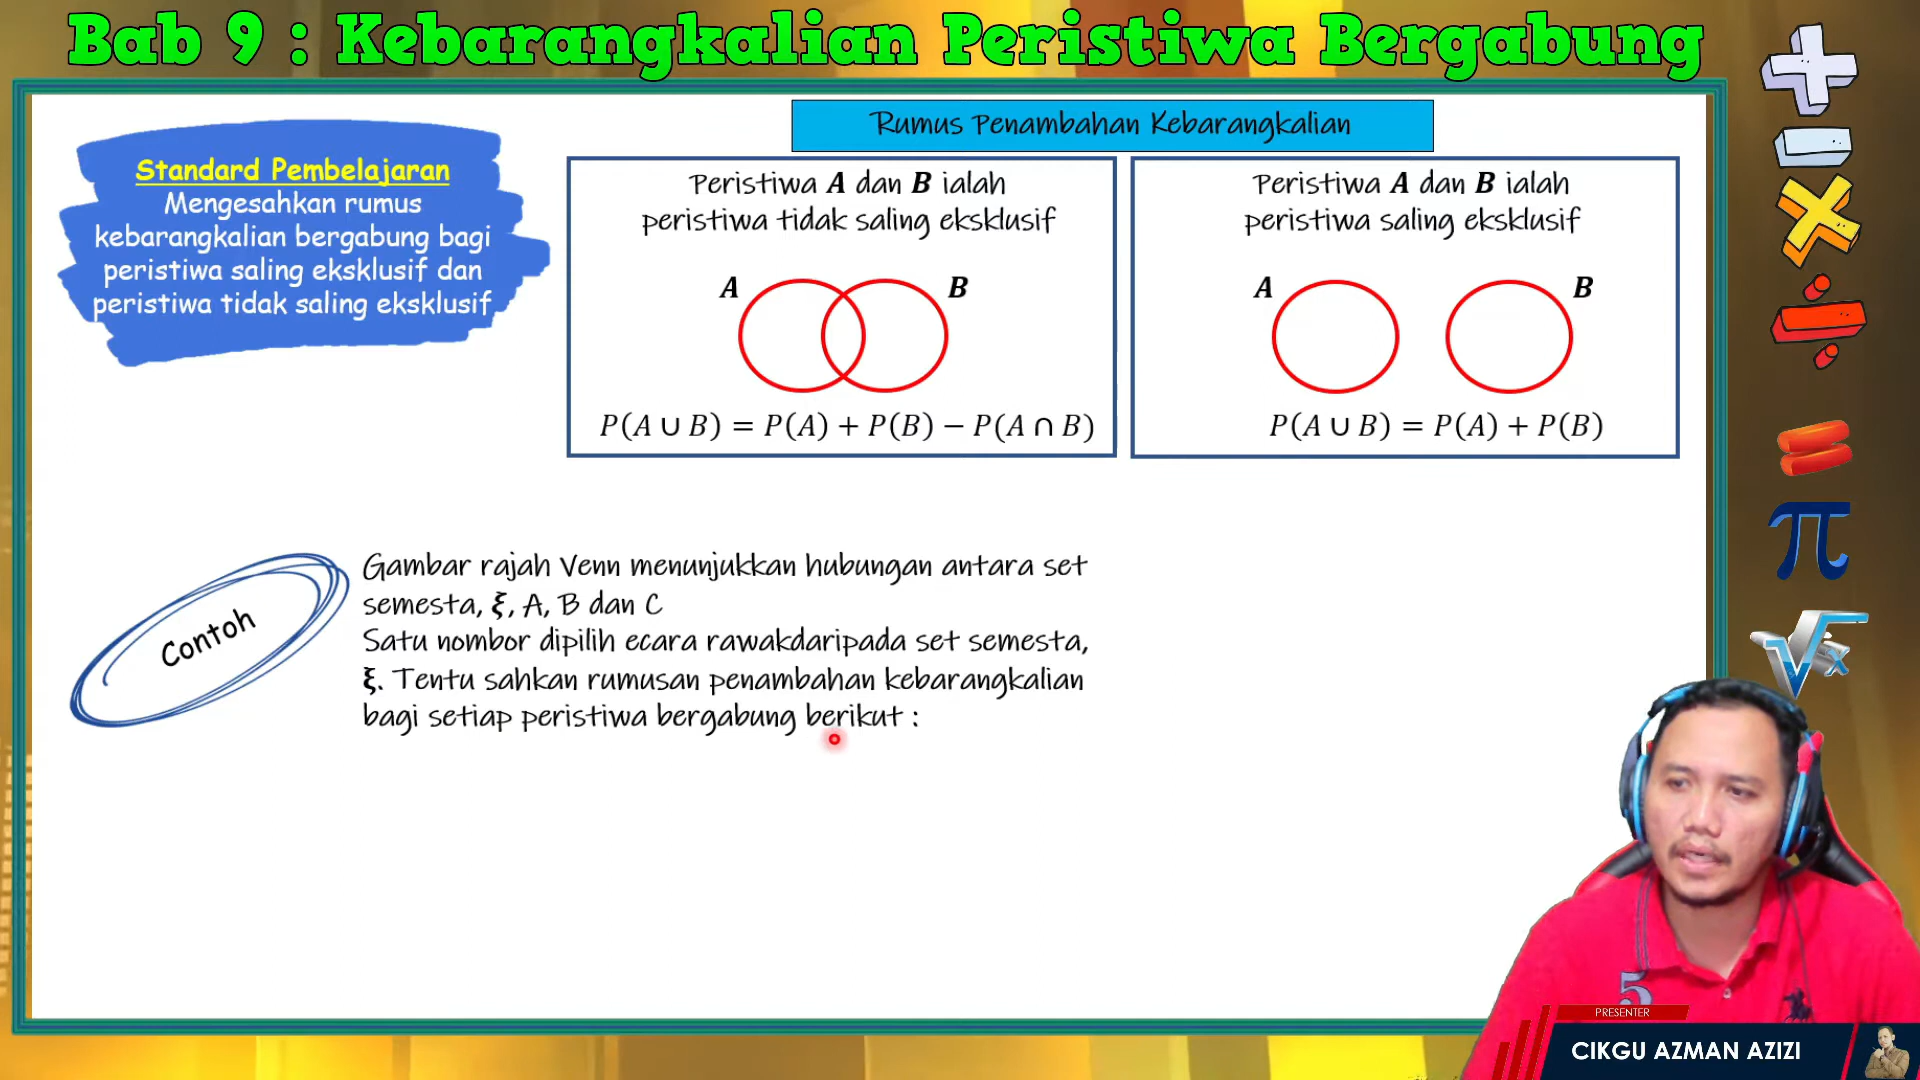 Bab 9 : Kebarangkalian Peristiwa Bergabung
Standard Pembelajaran
Mengesahkan rumus
kebarangkalian bergabung bagi
peristiwa saling eksklusif dan
peristiwa tidak saling eksklusif
Rumus Penambahan Kebarangkalian
Peristiwa A dan B ialah
peristiwa tidak saling eksklusif
A B
P(A ∪ B) = P(A) + P(B) − P(A ∩ B)
Peristiwa A dan B ialah
peristiwa saling eksklusif
A B
P(A ∪ B) = P(A) + P(B)
Contoh
Gambar rajah Venn menunjukkan hubungan antara set
semesta, ξ, A, B dan C
Satu nombor dipilih ecara rawakdaripada set semesta,
ξ. Tentu sahkan rumusan penambahan kebarangkalian
bagi setiap peristiwa bergabung berikut :
+
−
×
÷
=
π
√x
5
PRESENTER
CIKGU AZMAN AZIZI